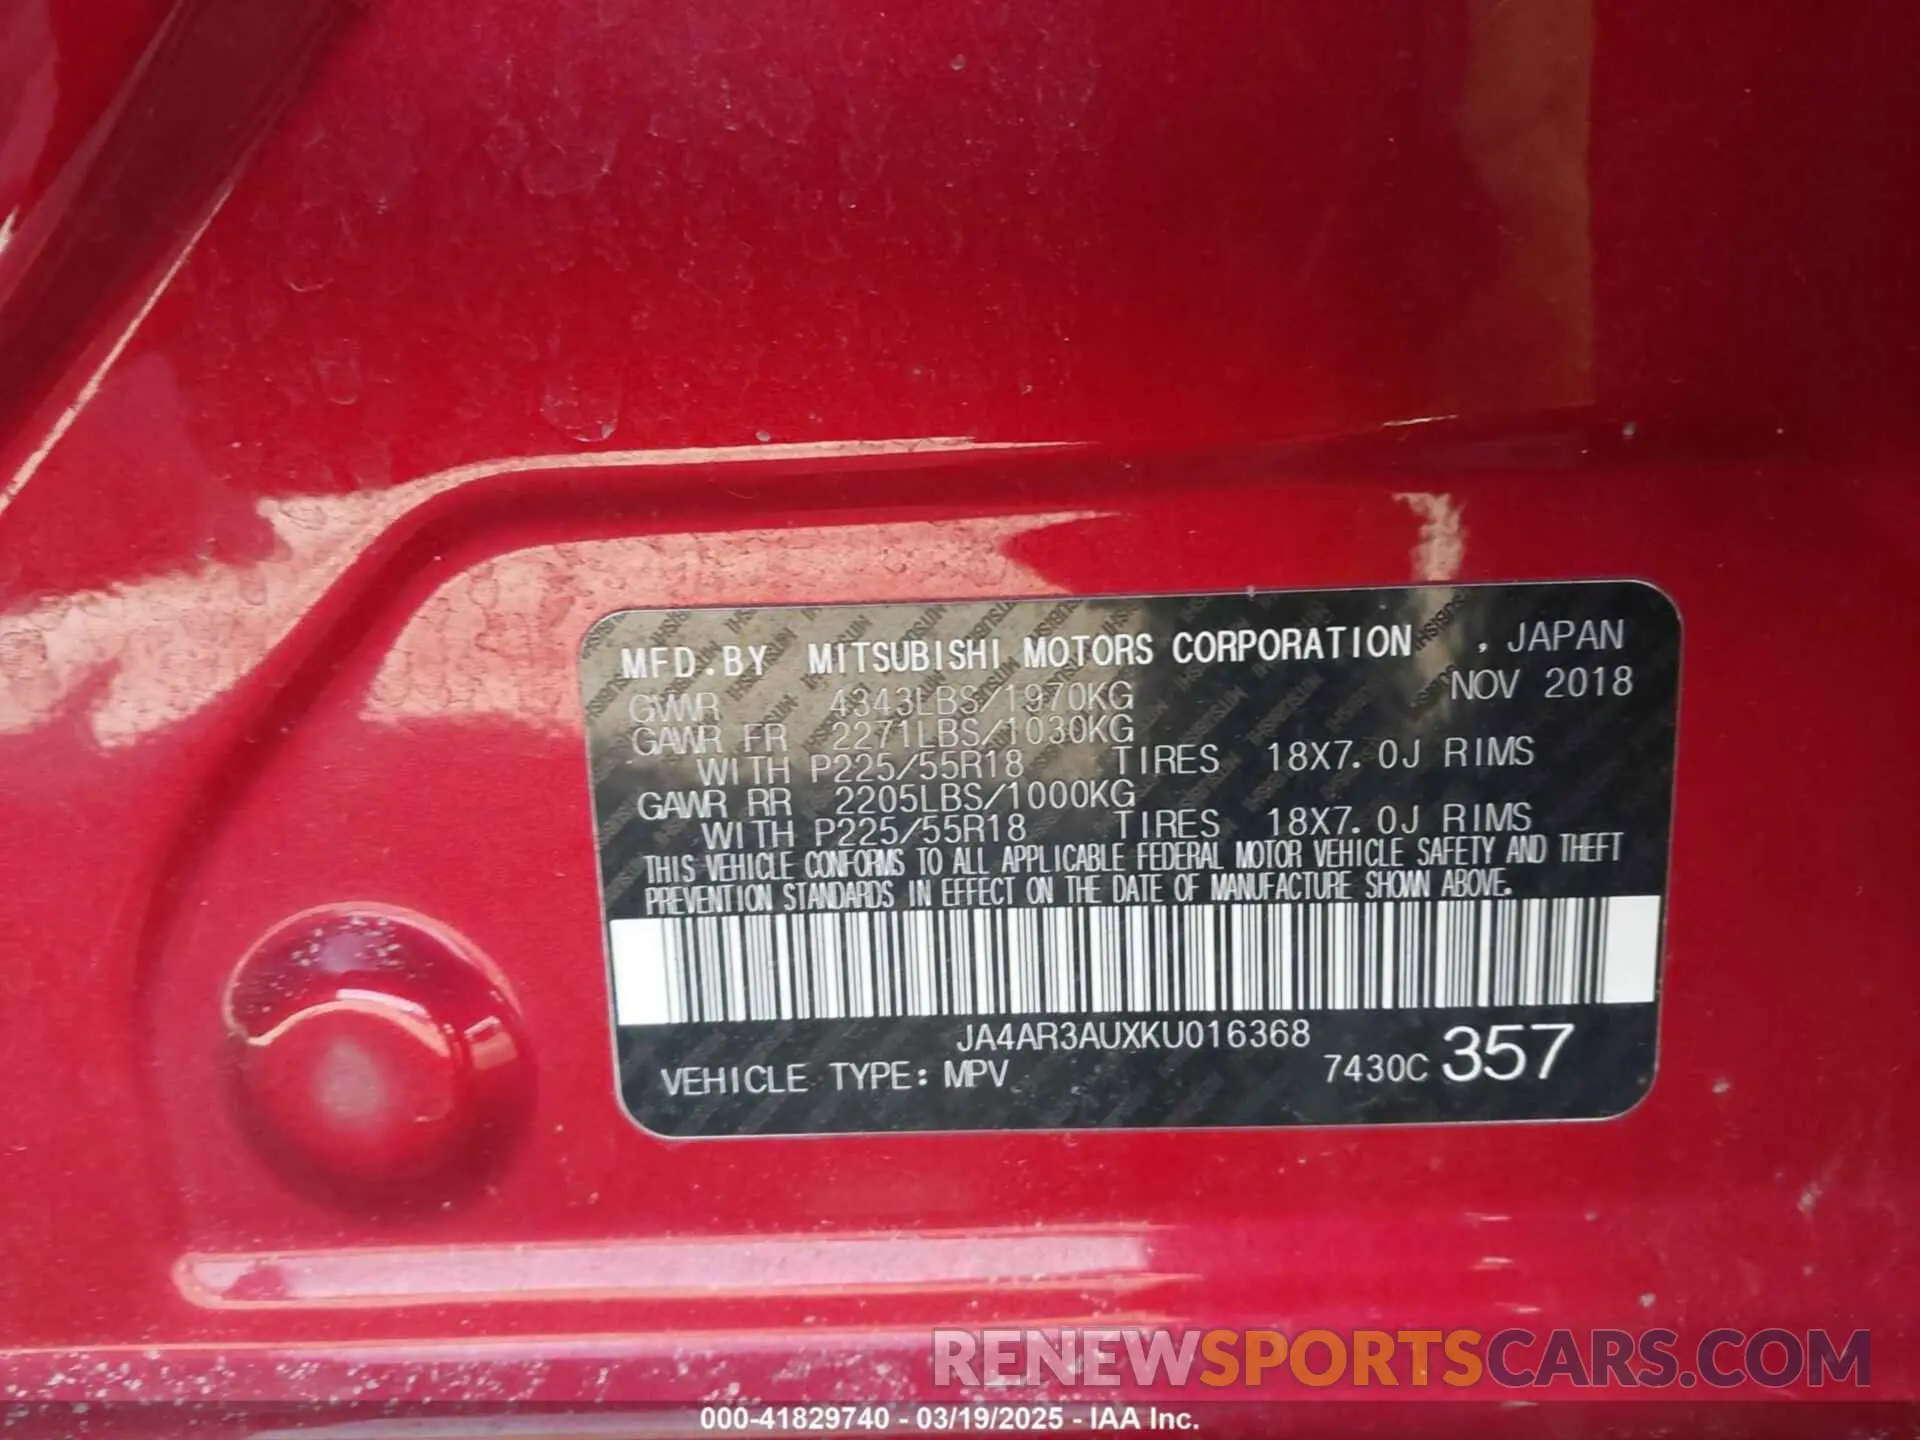 MFD.BY MITSUBISHI MOTORS CORPORATION , JAPAN
GVWR 4343LBS/1970KG NOV 2018
GAWR FR 2271LBS/1030KG
WITH P225/55R18 TIRES 18X7.0J RIMS
GAWR RR 2205LBS/1000KG
WITH P225/55R18 TIRES 18X7.0J RIMS
THIS VEHICLE CONFORMS TO ALL APPLICABLE FEDERAL MOTOR VEHICLE SAFETY AND THEFT
PREVENTION STANDARDS IN EFFECT ON THE DATE OF MANUFACTURE SHOWN ABOVE.
JA4AR3AUXKU016368
VEHICLE TYPE: MPV 7430C 357
RENEWSPORTSCARS.COM
000-41829740 - 03/19/2025 - IAA Inc.